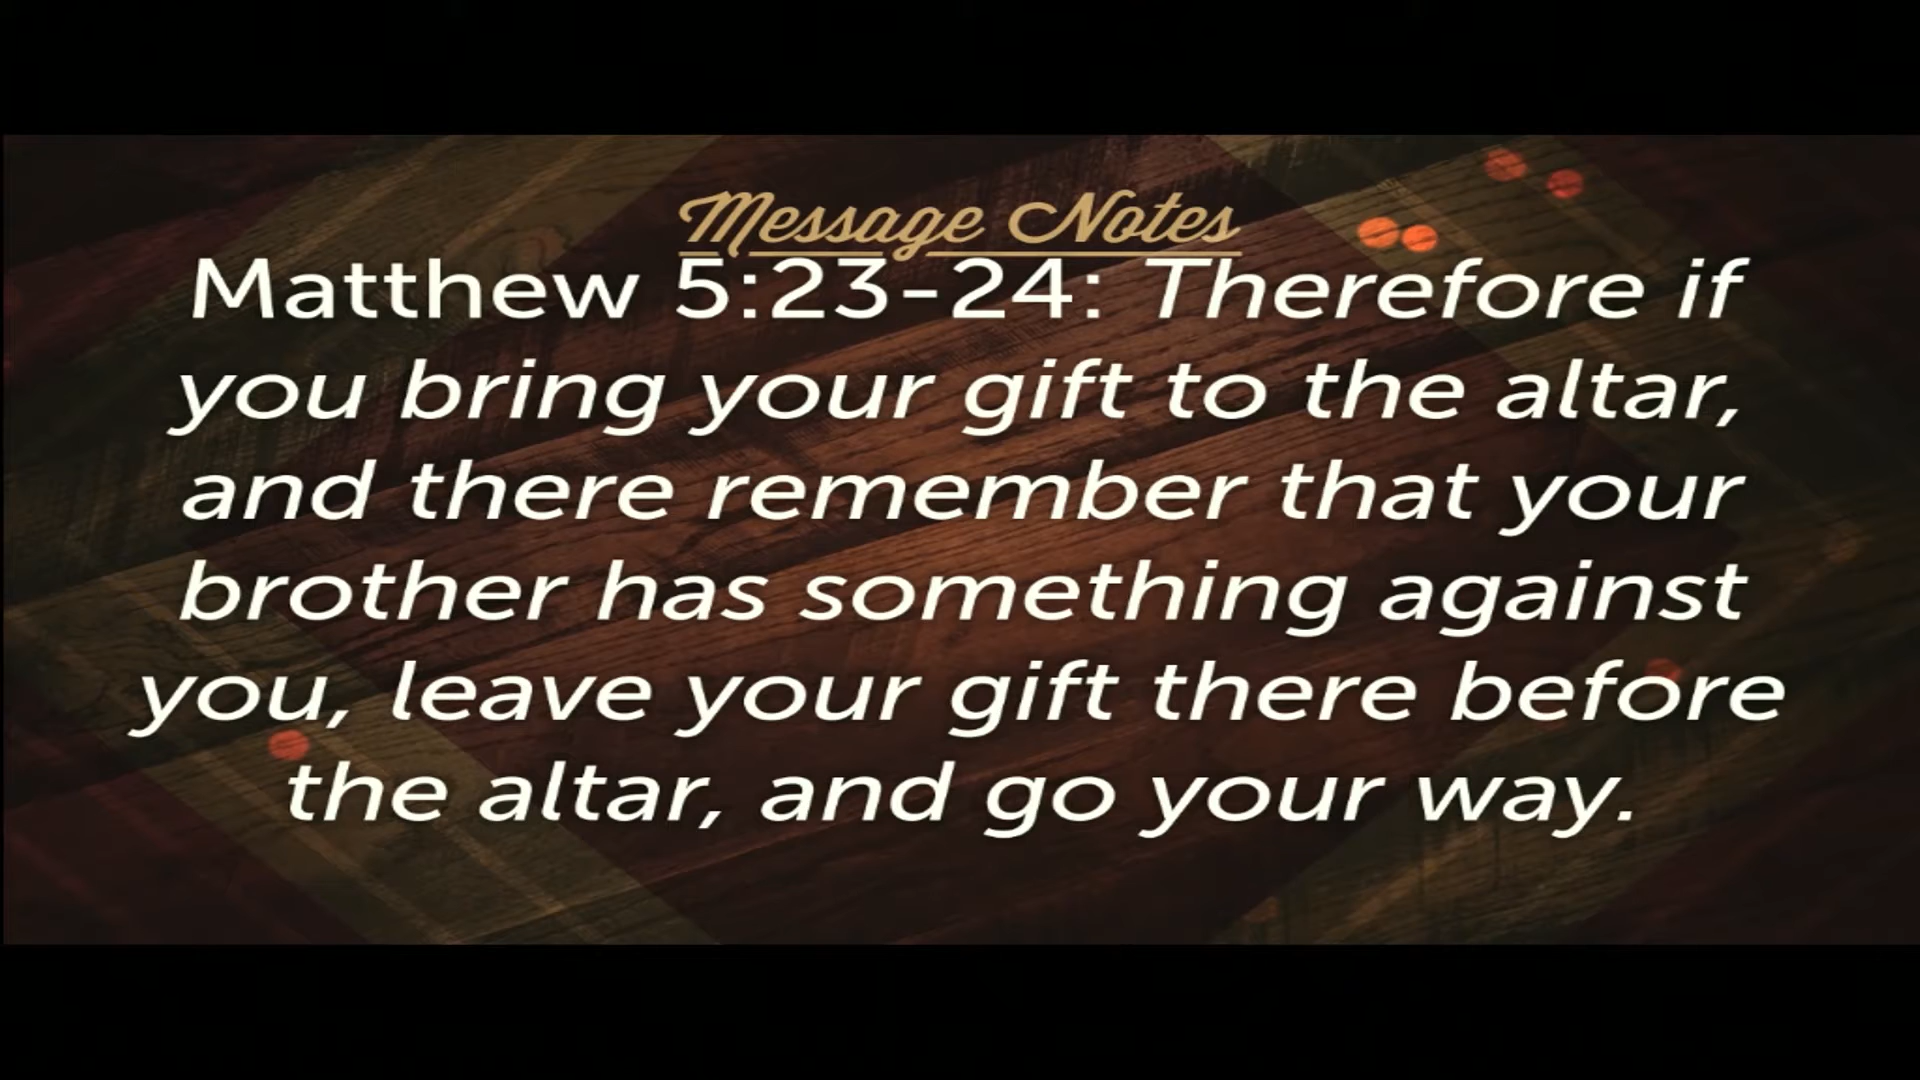 Message Notes
Matthew 5:23-24: Therefore if
you bring your gift to the altar,
and there remember that your
brother has something against
you, leave your gift there before
the altar, and go your way.